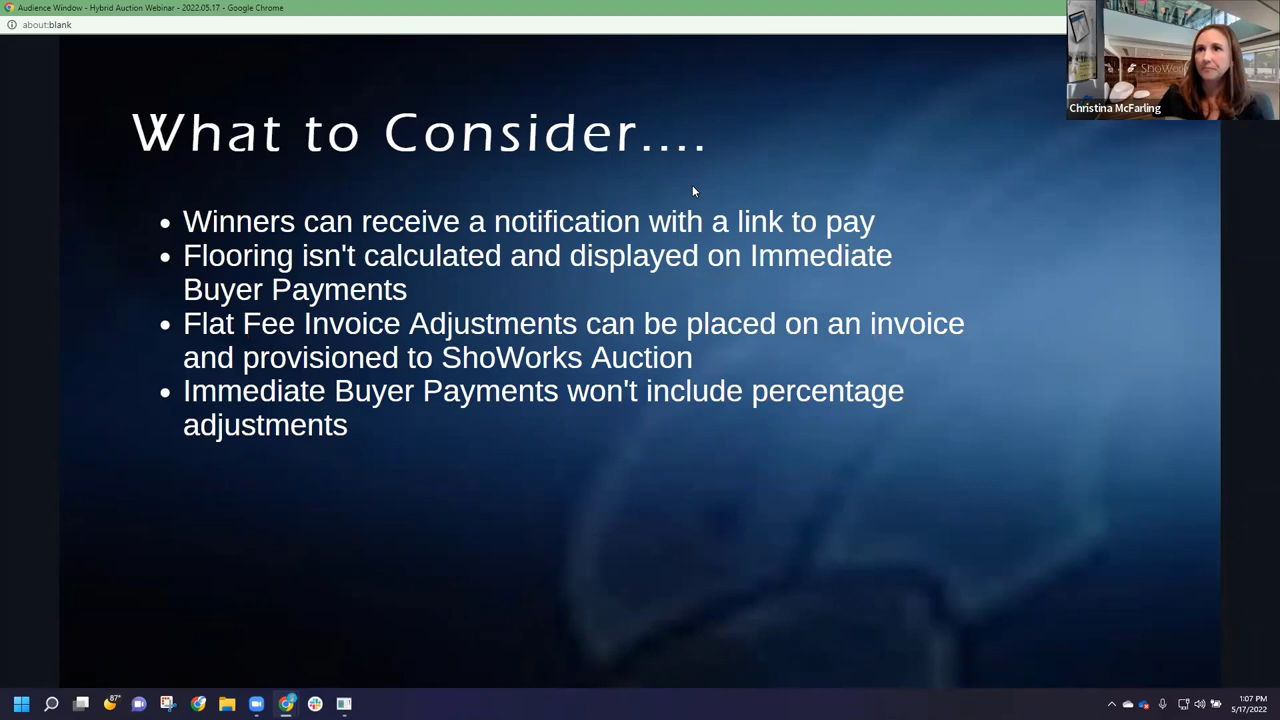 Audience Window - Hybrid Auction Webinar - 2022.05.17 - Google Chrome
about:blank
ShoWor
Christina McFarling
What to Consider....
• Winners can receive a notification with a link to pay
• Flooring isn't calculated and displayed on Immediate
Buyer Payments
• Flat Fee Invoice Adjustments can be placed on an invoice
and provisioned to ShoWorks Auction
• Immediate Buyer Payments won't include percentage
adjustments
87°
1:07 PM
5/17/2022